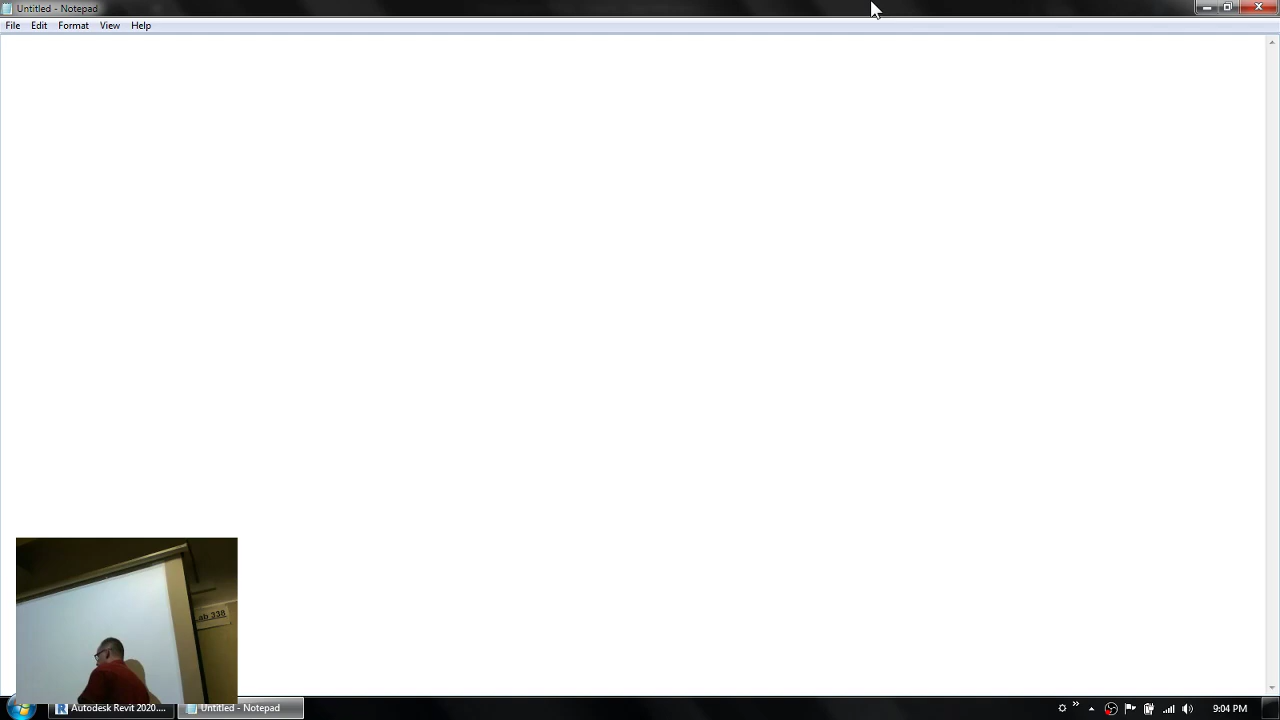 Untitled - Notepad
File Edit Format View Help
Lab 338
Autodesk Revit 2020....
Untitled - Notepad
9:04 PM